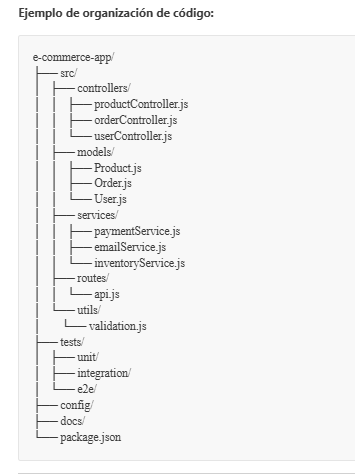 Ejemplo de organización de código:
e-commerce-app/
├── src/
│   ├── controllers/
│   │   ├── productController.js
│   │   ├── orderController.js
│   │   └── userController.js
│   ├── models/
│   │   ├── Product.js
│   │   ├── Order.js
│   │   └── User.js
│   ├── services/
│   │   ├── paymentService.js
│   │   ├── emailService.js
│   │   └── inventoryService.js
│   ├── routes/
│   │   └── api.js
│   └── utils/
│       └── validation.js
├── tests/
│   ├── unit/
│   ├── integration/
│   └── e2e/
├── config/
├── docs/
└── package.json